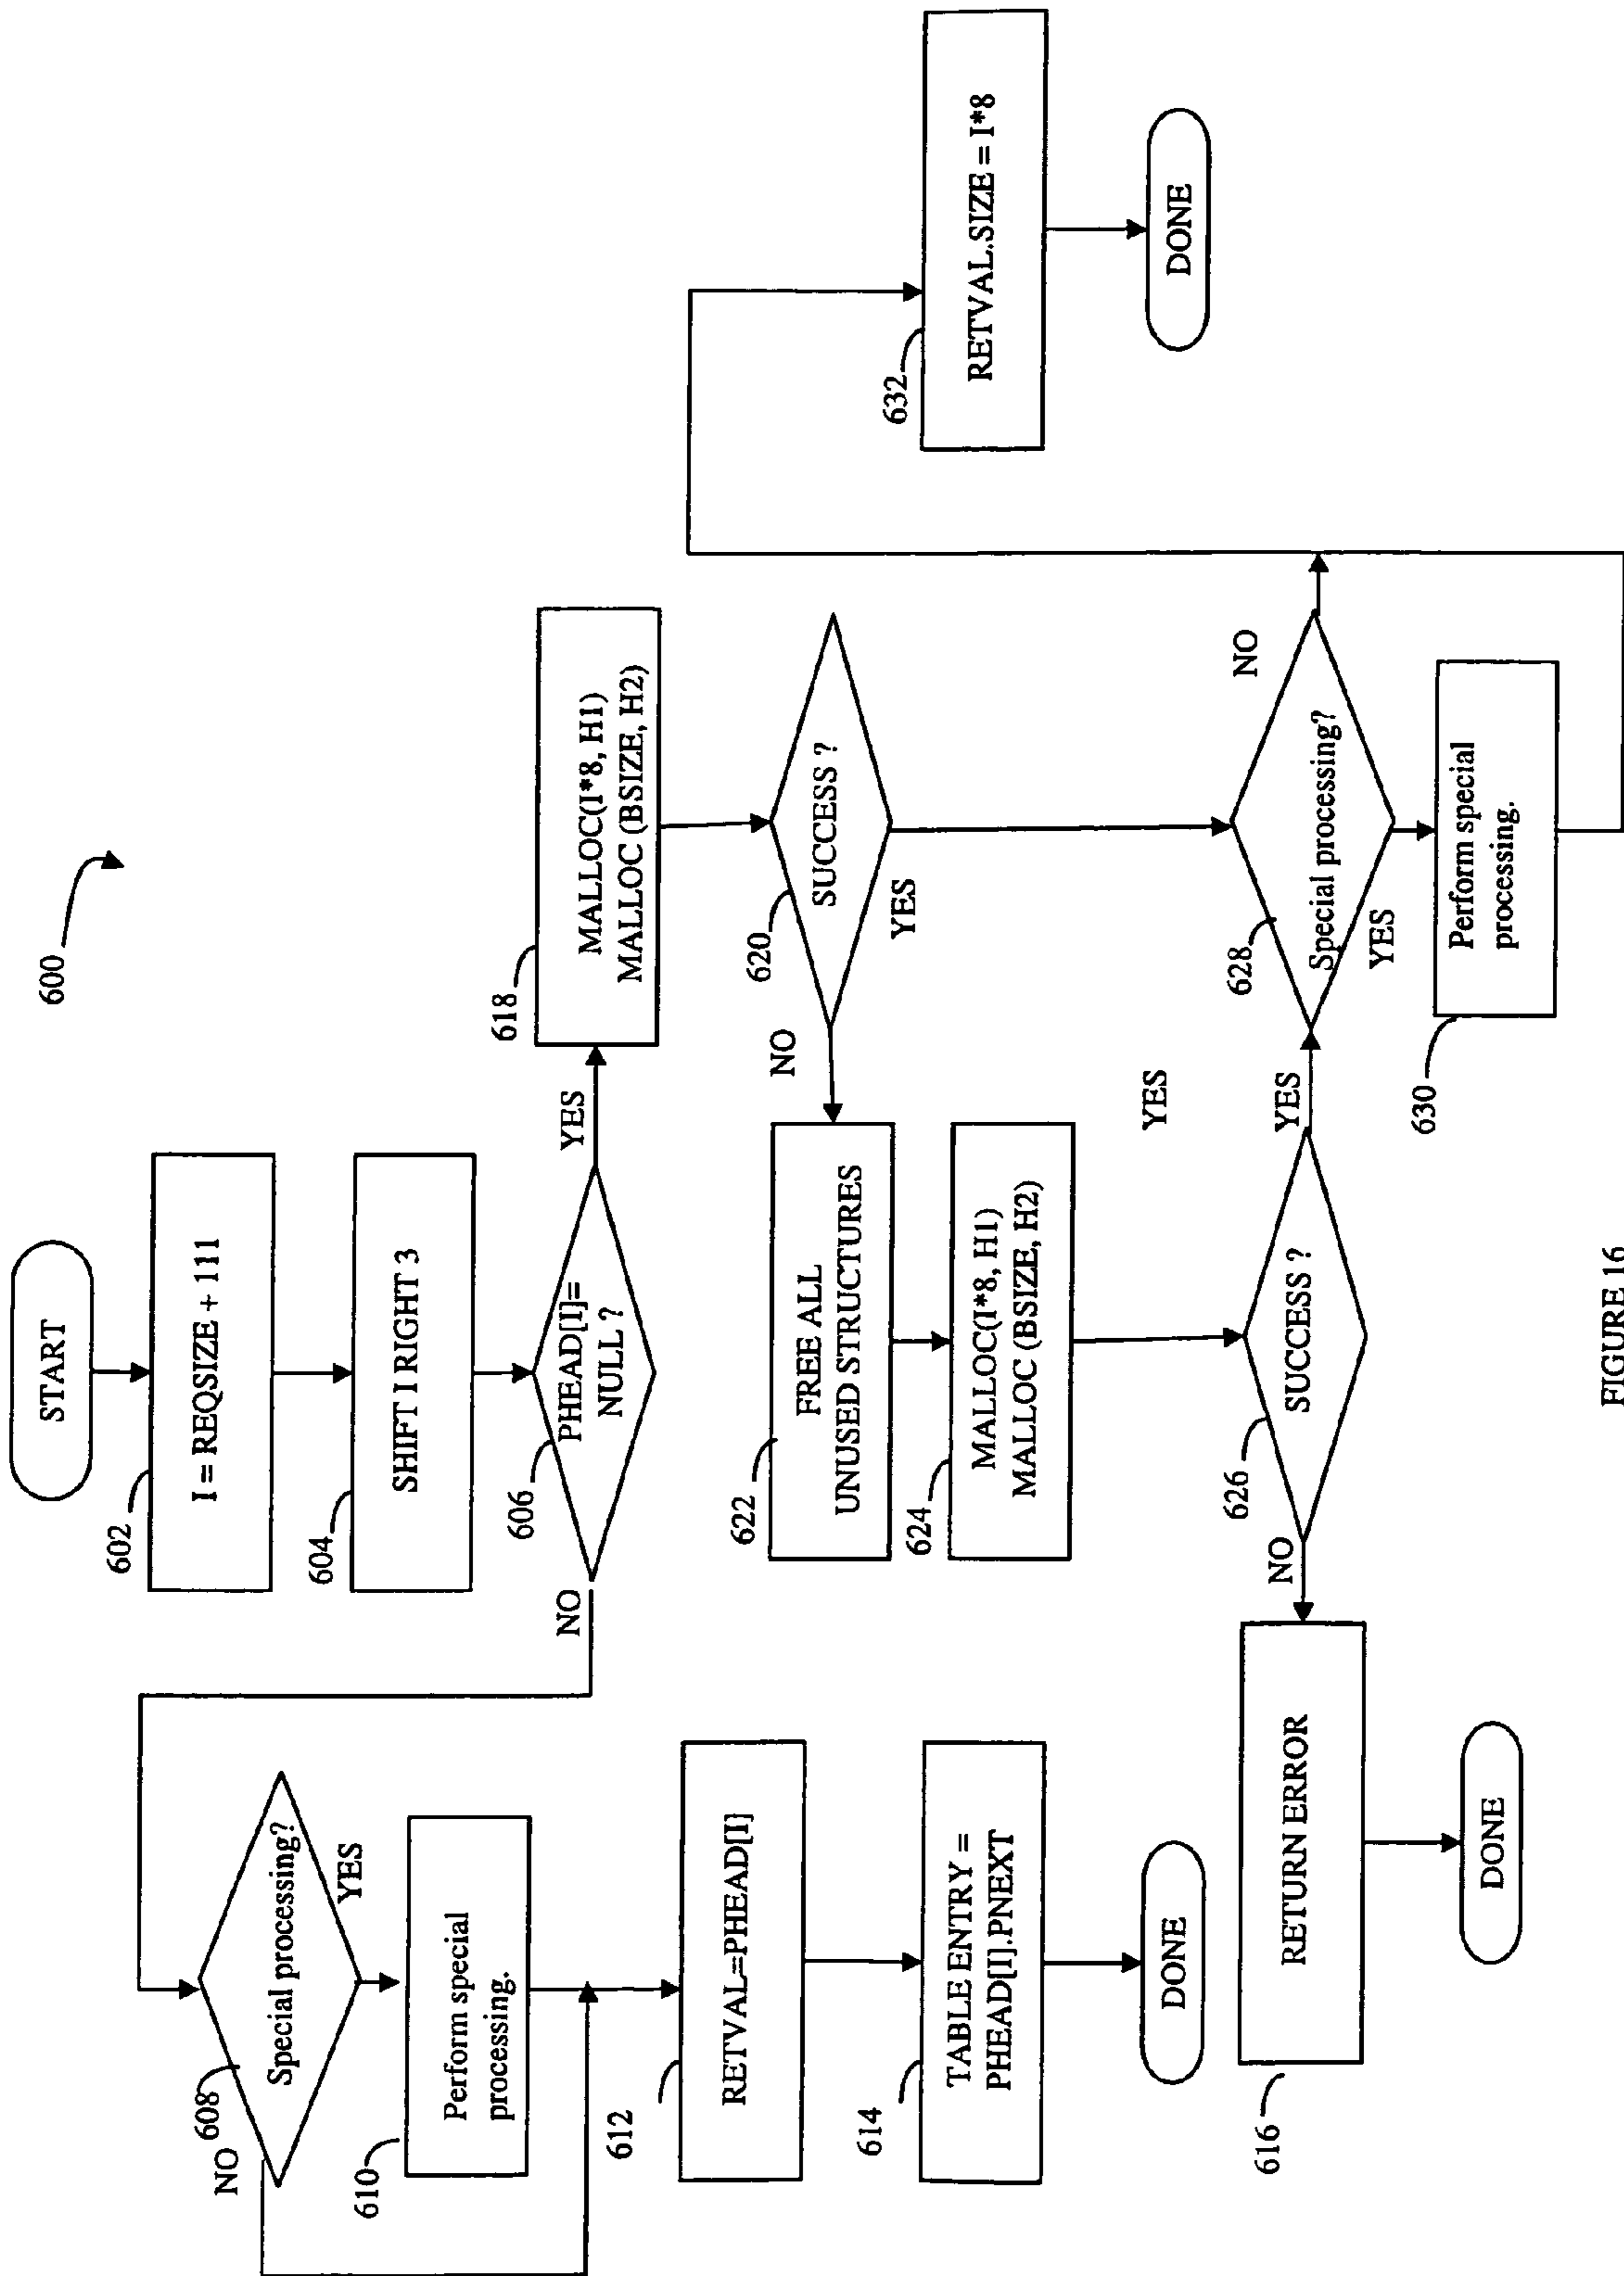 600
START
602
I = REQSIZE + 111
604
SHIFT I RIGHT 3
606
PHEAD[I]=
NULL ?
NO
YES
608
Special processing?
NO
YES
610
Perform special
processing.
612
RETVAL=PHEAD[I]
614
TABLE ENTRY =
PHEAD[I].PNEXT
DONE
618
MALLOC(I*8, H1)
MALLOC (BSIZE, H2)
620
SUCCESS ?
NO
YES
622
FREE ALL
UNUSED STRUCTURES
624
MALLOC(I*8, H1)
MALLOC (BSIZE, H2)
YES
626
SUCCESS ?
NO
YES
616
RETURN ERROR
DONE
628
Special processing?
NO
YES
630
Perform special
processing.
632
RETVAL.SIZE = I*8
DONE
FIGURE 16